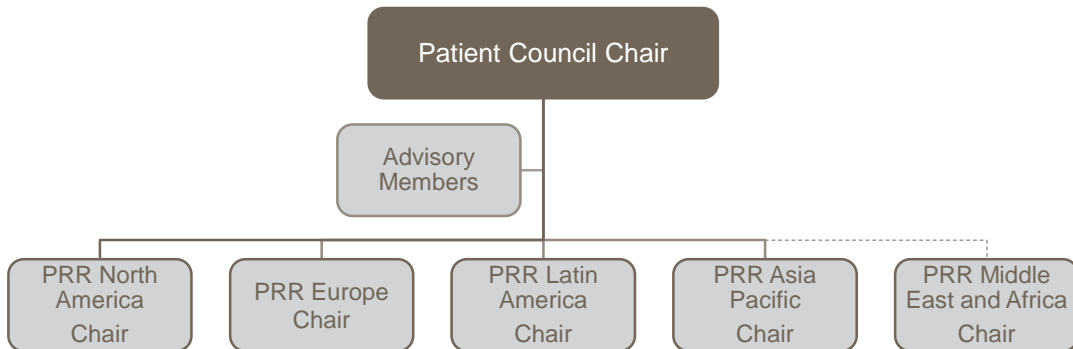 Patient Council Chair
Advisory
Members
PRR North
America
Chair
PRR Europe
Chair
PRR Latin
America
Chair
PRR Asia
Pacific
Chair
PRR Middle
East and Africa
Chair